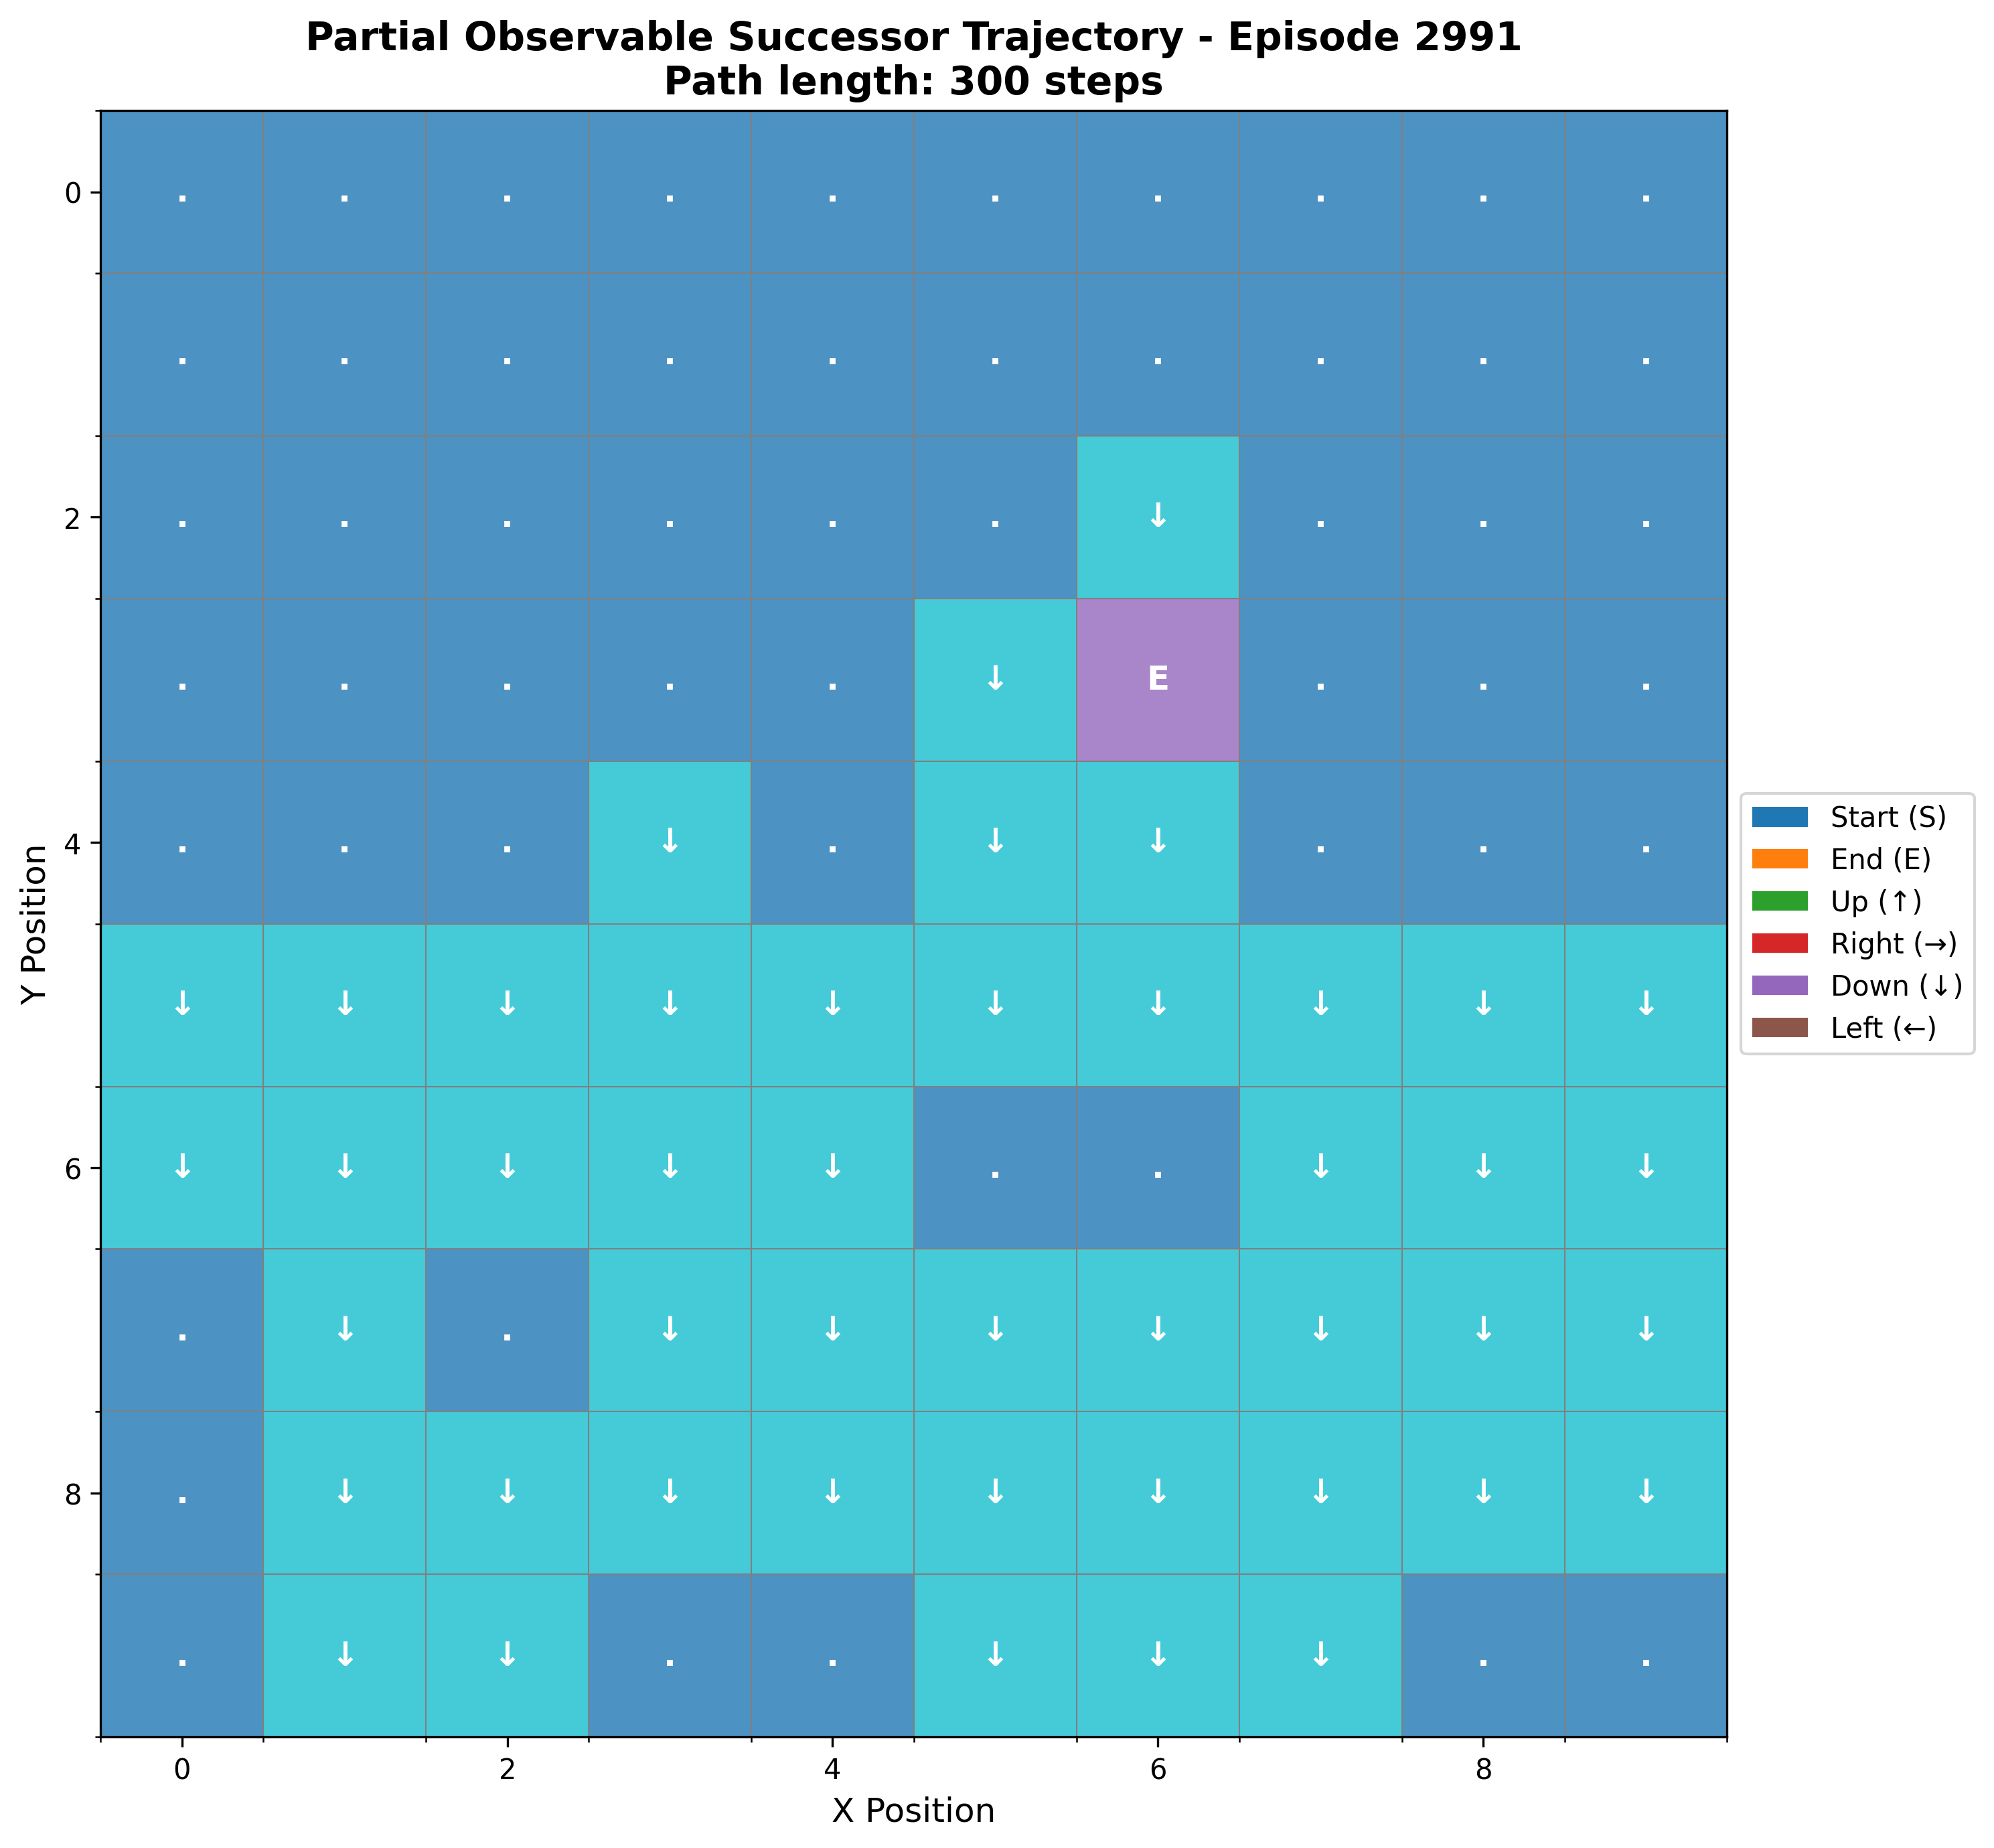 Partial Observable Successor Trajectory - Episode 2991
Path length: 300 steps
0 . . . . . . . . . .
. . . . . . . . . .
2 . . . . . . ↓ . . .
. . . . . ↓ E . . .
4 . . . ↓ . ↓ ↓ . . .
↓ ↓ ↓ ↓ ↓ ↓ ↓ ↓ ↓ ↓
6 ↓ ↓ ↓ ↓ ↓ . . ↓ ↓ ↓
. ↓ . ↓ ↓ ↓ ↓ ↓ ↓ ↓
8 . ↓ ↓ ↓ ↓ ↓ ↓ ↓ ↓ ↓
. ↓ ↓ . . ↓ ↓ ↓ . .
0 2 4 6 8
X Position
Y Position
Start (S)
End (E)
Up (↑)
Right (→)
Down (↓)
Left (←)